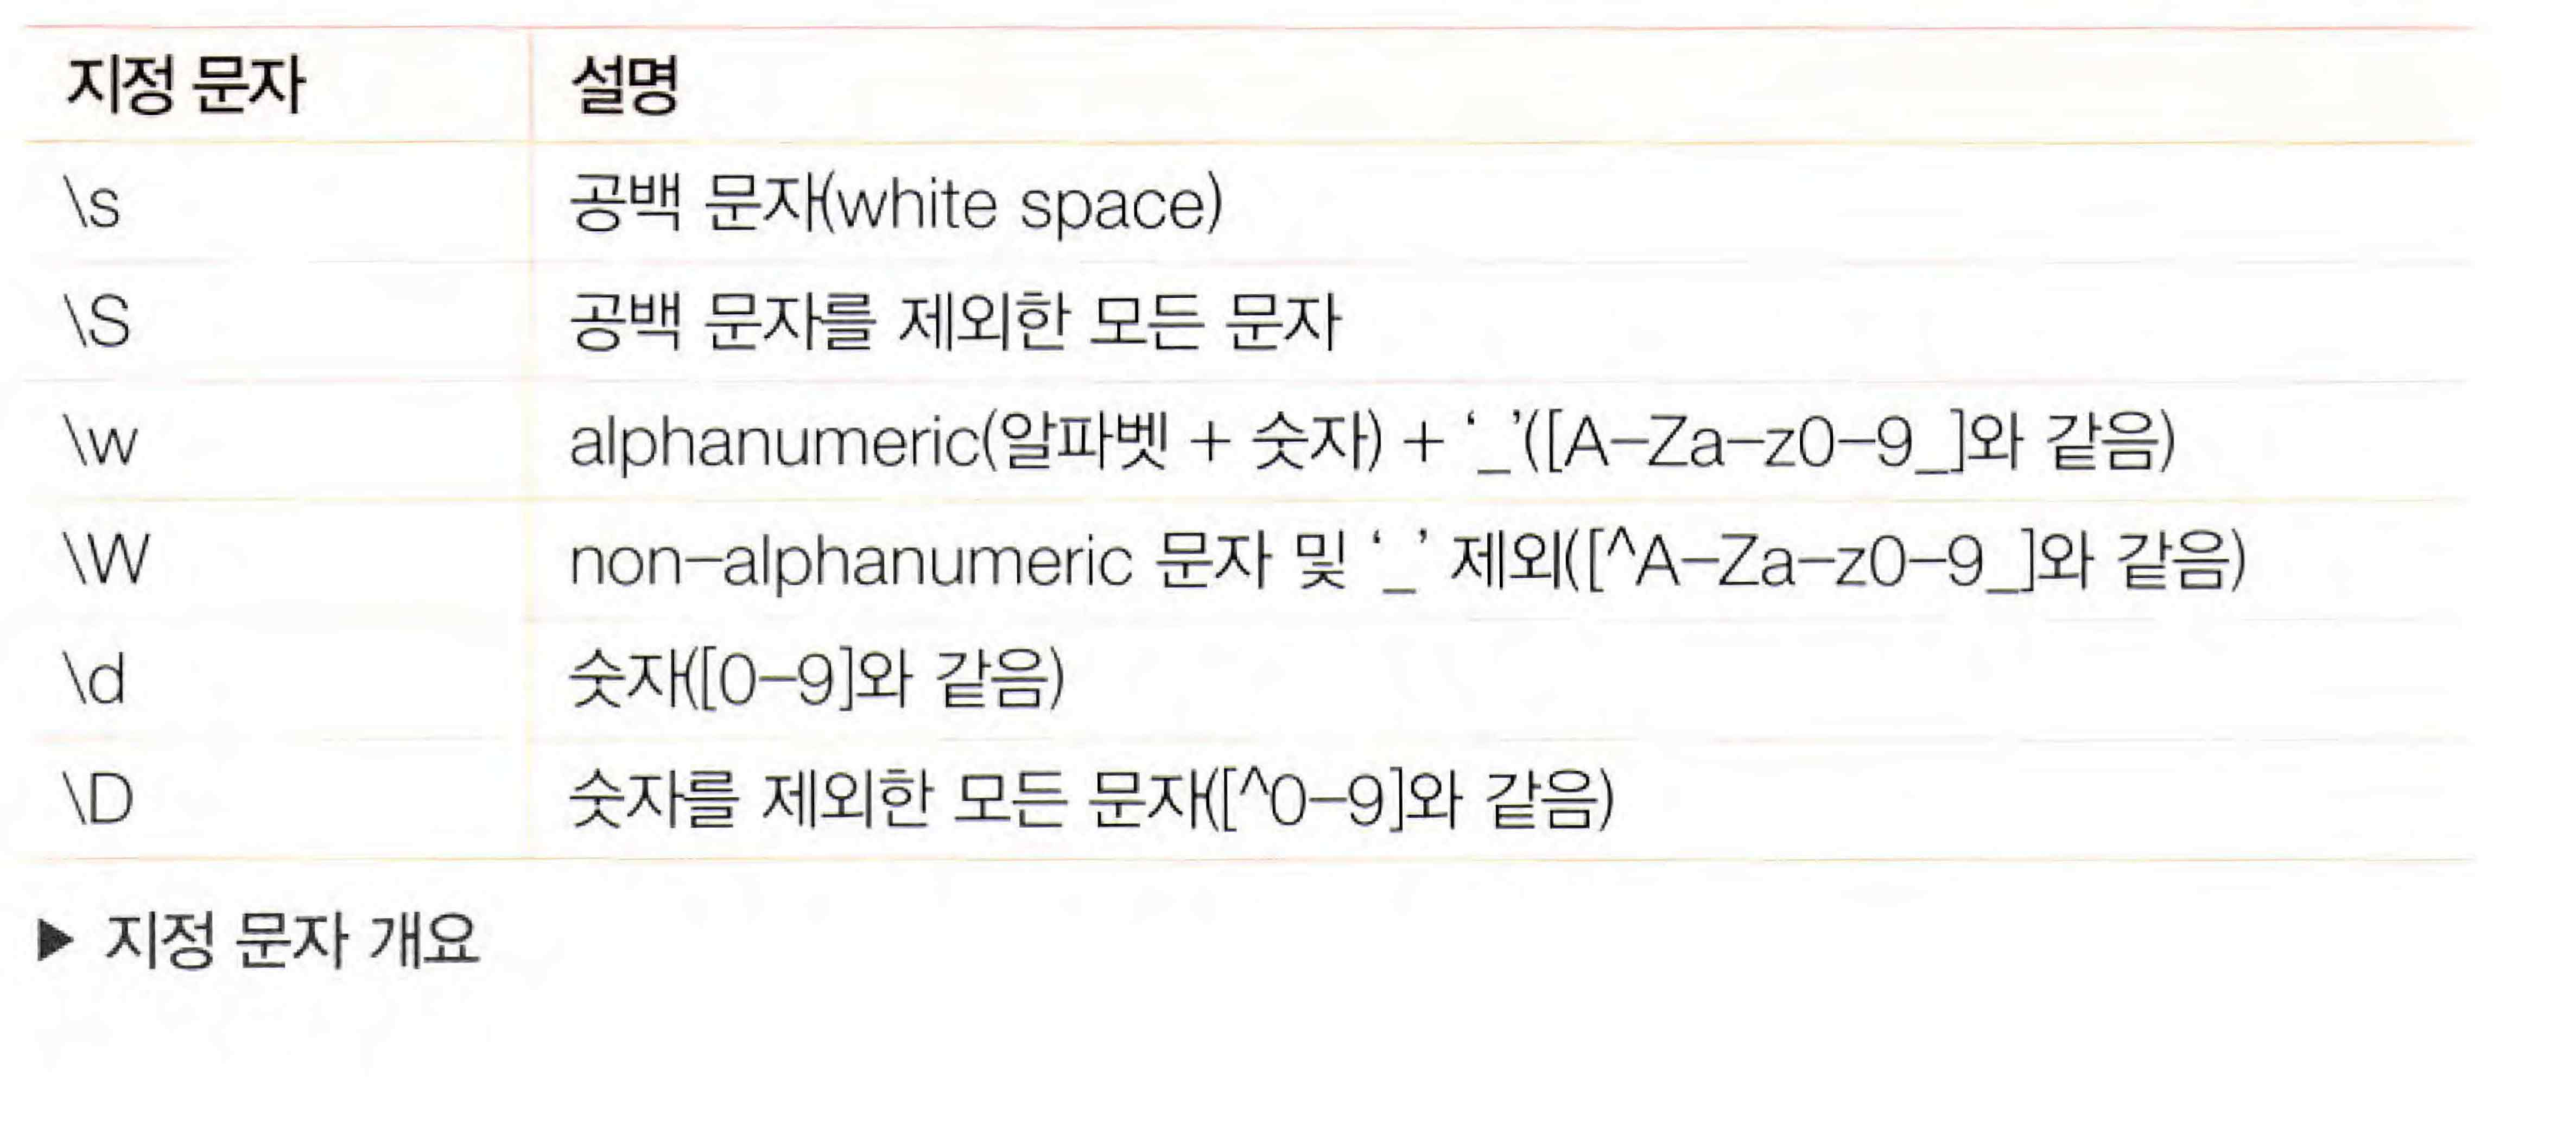 지정 문자 설명
\s 공백 문자(white space)
\S 공백 문자를 제외한 모든 문자
\w alphanumeric(알파벳 + 숫자) + ‘_’([A–Za–z0–9_]와 같음)
\W non–alphanumeric 문자 및 ‘_’ 제외([^A–Za–z0–9_]와 같음)
\d 숫자([0–9]와 같음)
\D 숫자를 제외한 모든 문자([^0–9]와 같음)
▶ 지정 문자 개요